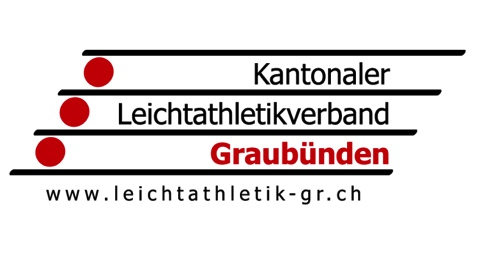 Kantonaler
Leichtathletikverband
Graubünden
www.leichtathletik-gr.ch